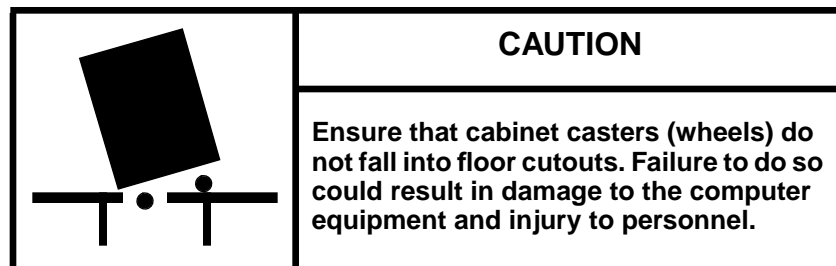 CAUTION
Ensure that cabinet casters (wheels) do
not fall into floor cutouts. Failure to do so
could result in damage to the computer
equipment and injury to personnel.